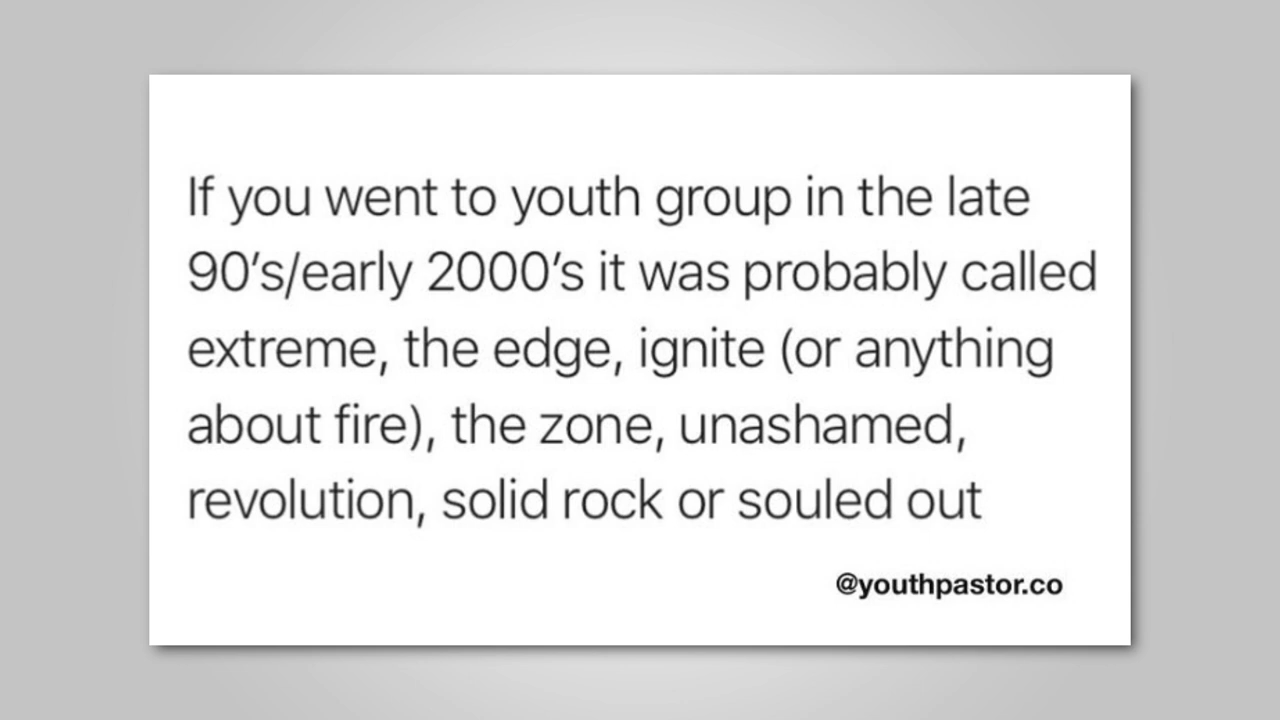 If you went to youth group in the late
90's/early 2000's it was probably called
extreme, the edge, ignite (or anything
about fire), the zone, unashamed,
revolution, solid rock or souled out
@youthpastor.co